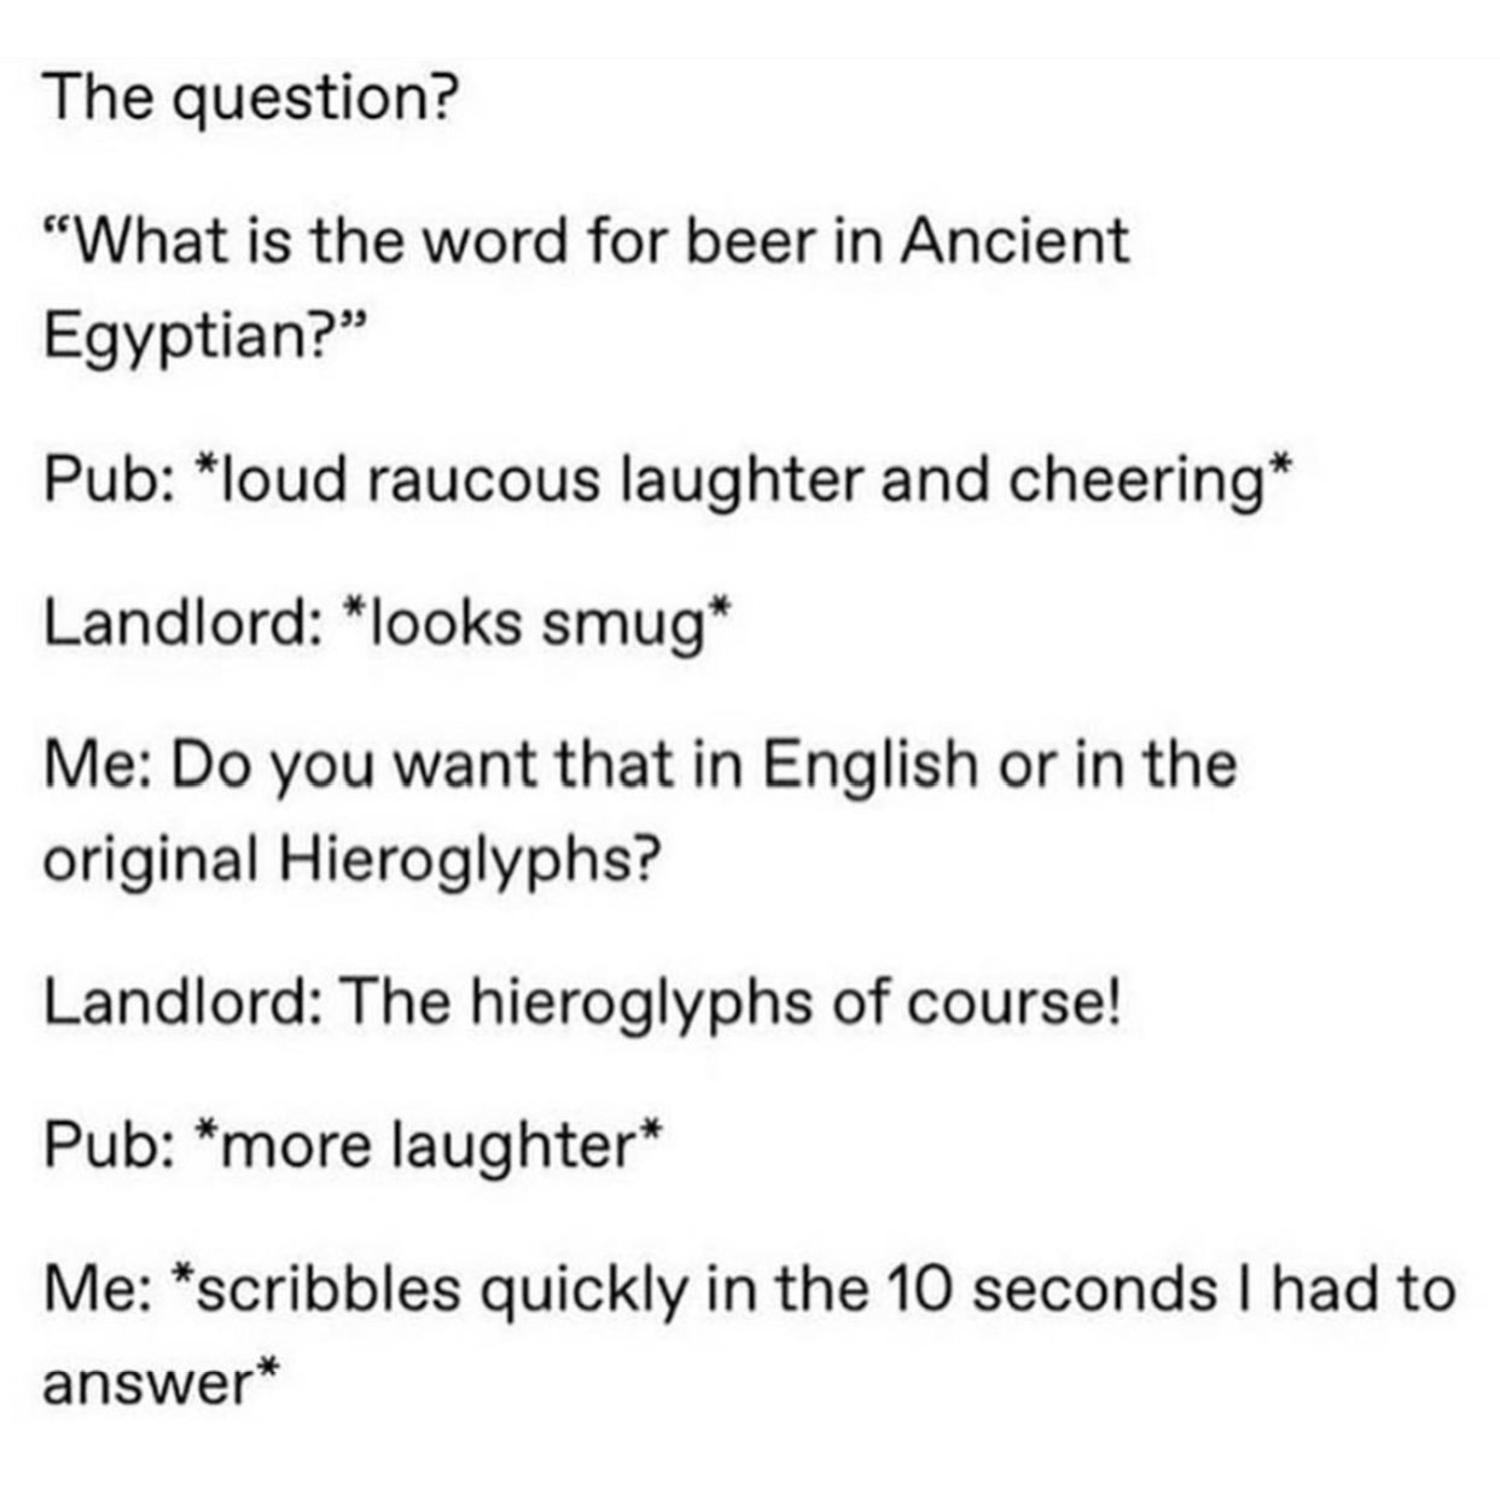 The question?
“What is the word for beer in Ancient
Egyptian?”
Pub: *loud raucous laughter and cheering*
Landlord: *looks smug*
Me: Do you want that in English or in the
original Hieroglyphs?
Landlord: The hieroglyphs of course!
Pub: *more laughter*
Me: *scribbles quickly in the 10 seconds I had to
answer*